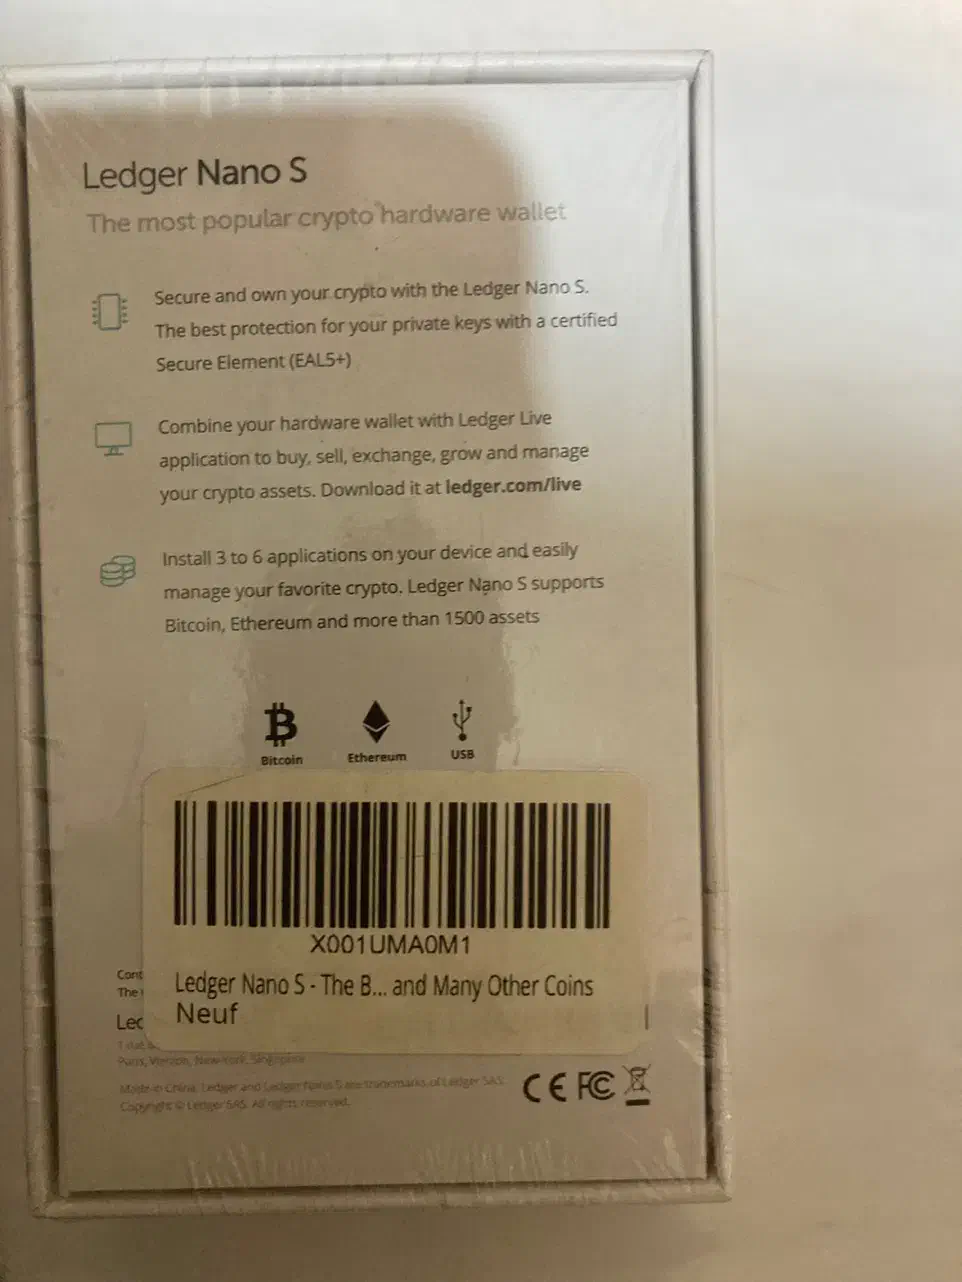 Ledger Nano S
The most popular crypto hardware wallet
Secure and own your crypto with the Ledger Nano S.
The best protection for your private keys with a certified
Secure Element (EAL5+)
Combine your hardware wallet with Ledger Live
application to buy, sell, exchange, grow and manage
your crypto assets. Download it at ledger.com/live
Install 3 to 6 applications on your device and easily
manage your favorite crypto. Ledger Nano S supports
Bitcoin, Ethereum and more than 1500 assets
Bitcoin Ethereum USB
X001UMA0M1
Ledger Nano S - The B... and Many Other Coins
Neuf
Cont
The
Led
Paris, Vierzon, New-York, Singapore
Made in China. Ledger and Ledger Nano S are trademarks of Ledger SAS.
Copyright © Ledger SAS. All rights reserved.
CE FC